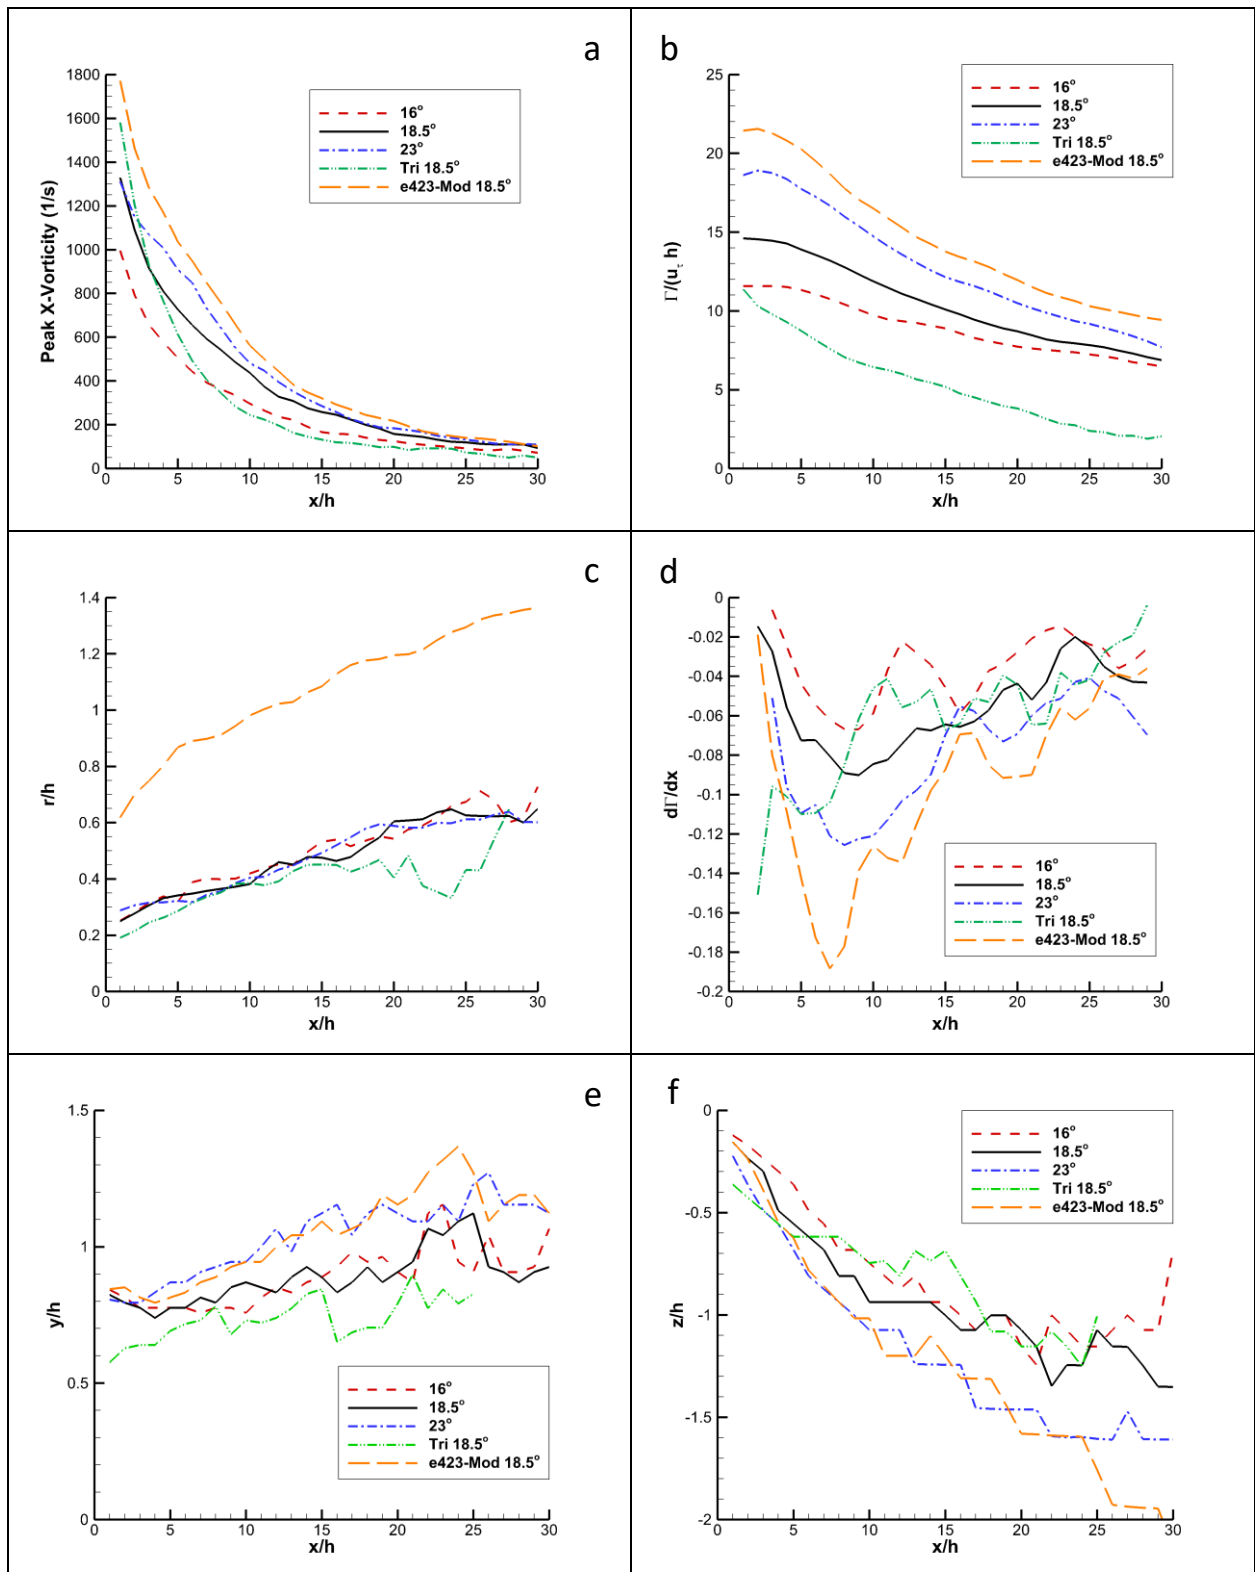 a
1800
1600
1400
1200
1000
800
600
400
200
0
Peak X-Vorticity (1/s)
16°
18.5°
23°
Tri 18.5°
e423-Mod 18.5°
0 5 10 15 20 25 30
x/h
b
25
20
15
10
5
0
Γ/(uτ h)
16°
18.5°
23°
Tri 18.5°
e423-Mod 18.5°
0 5 10 15 20 25 30
x/h
c
1.4
1.2
1
0.8
0.6
0.4
0.2
0
r/h
0 5 10 15 20 25 30
x/h
d
0
-0.02
-0.04
-0.06
-0.08
-0.1
-0.12
-0.14
-0.16
-0.18
-0.2
dΓ/dx
16°
18.5°
23°
Tri 18.5°
e423-Mod 18.5°
0 5 10 15 20 25 30
x/h
e
1.5
1
0.5
0
y/h
16°
18.5°
23°
Tri 18.5°
e423-Mod 18.5°
0 5 10 15 20 25 30
x/h
f
0
-0.5
-1
-1.5
-2
z/h
16°
18.5°
23°
Tri 18.5°
e423-Mod 18.5°
0 5 10 15 20 25 30
x/h